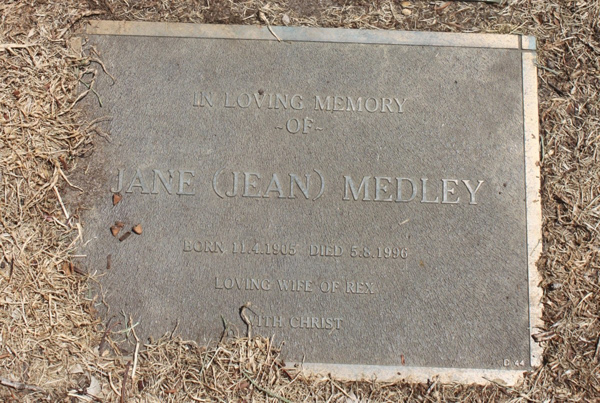 IN LOVING MEMORY
-OF-
JANE (JEAN) MEDLEY
BORN 11.4.1905 DIED 5.8.1996
LOVING WIFE OF REX
WITH CHRIST
C 44